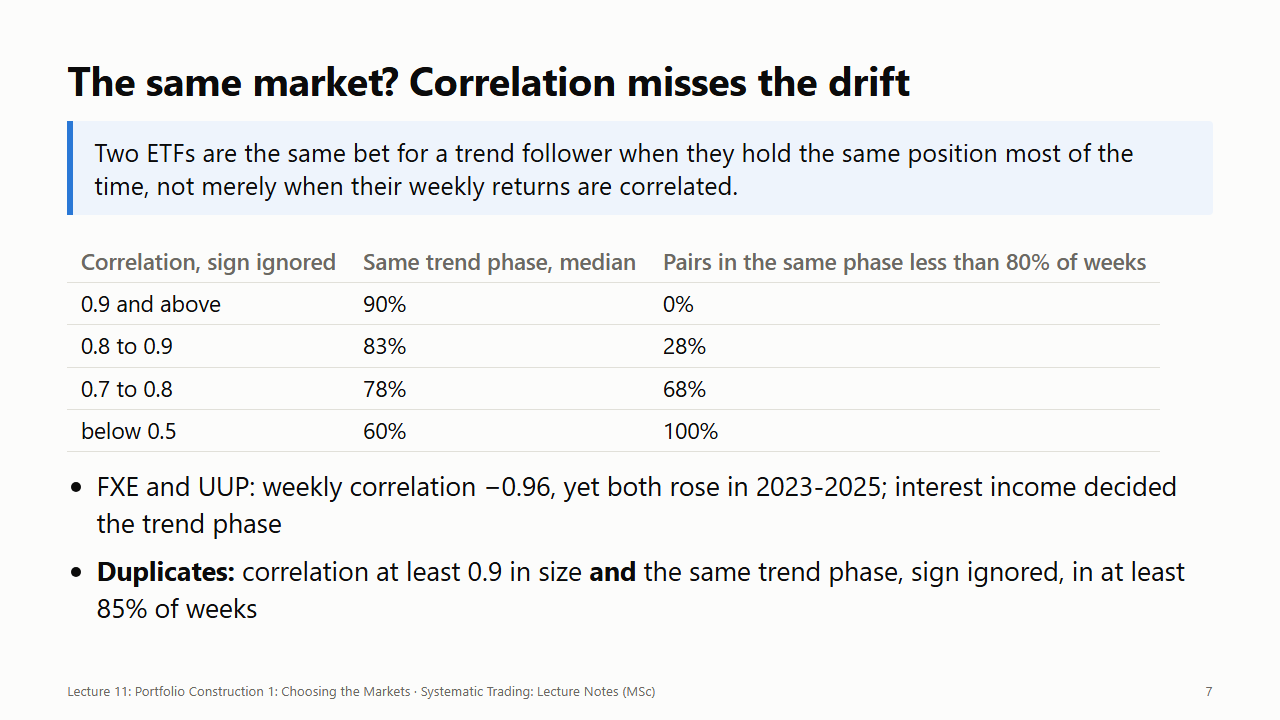 The same market? Correlation misses the drift
Two ETFs are the same bet for a trend follower when they hold the same position most of the
time, not merely when their weekly returns are correlated.
Correlation, sign ignored Same trend phase, median Pairs in the same phase less than 80% of weeks
0.9 and above 90% 0%
0.8 to 0.9 83% 28%
0.7 to 0.8 78% 68%
below 0.5 60% 100%
• FXE and UUP: weekly correlation −0.96, yet both rose in 2023-2025; interest income decided
the trend phase
• Duplicates: correlation at least 0.9 in size and the same trend phase, sign ignored, in at least
85% of weeks
Lecture 11: Portfolio Construction 1: Choosing the Markets · Systematic Trading: Lecture Notes (MSc) 7